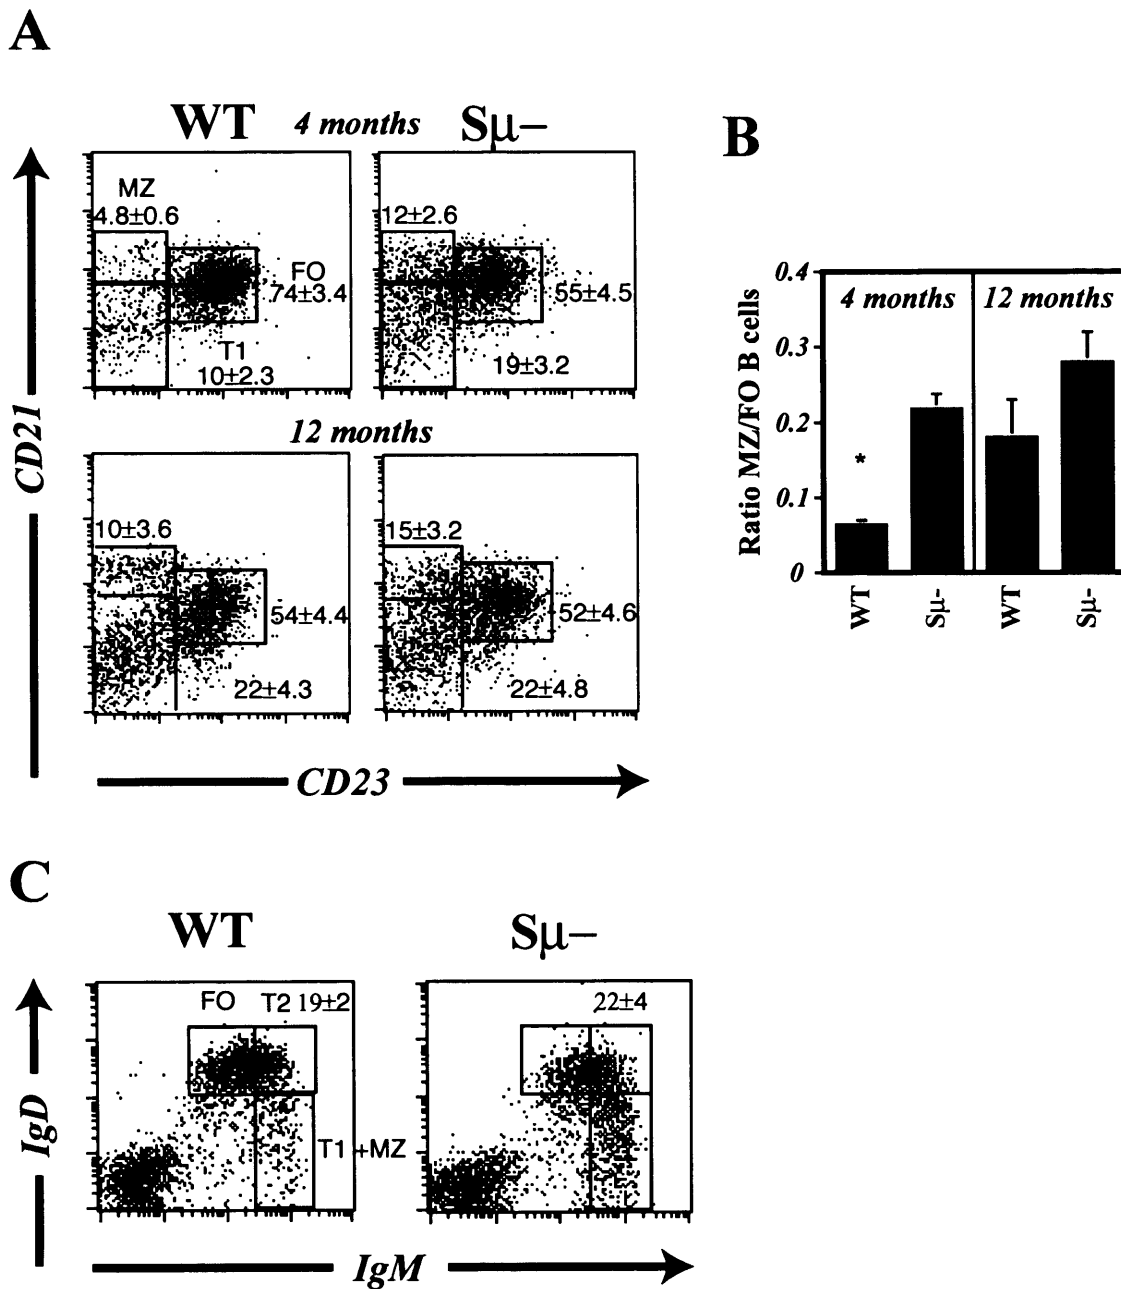 A
WT 4 months Sµ–
MZ
4.8±0.6
FO
74±3.4
T1
10±2.3
12±2.6
55±4.5
19±3.2
12 months
10±3.6
54±4.4
22±4.3
15±3.2
52±4.6
22±4.8
CD21
CD23
B
0.4
0.3
0.2
0.1
0
Ratio MZ/FO B cells
4 months 12 months
*
WT Sµ- WT Sµ-
C
WT Sµ–
FO T2 19±2
T1+MZ
22±4
IgD
IgM